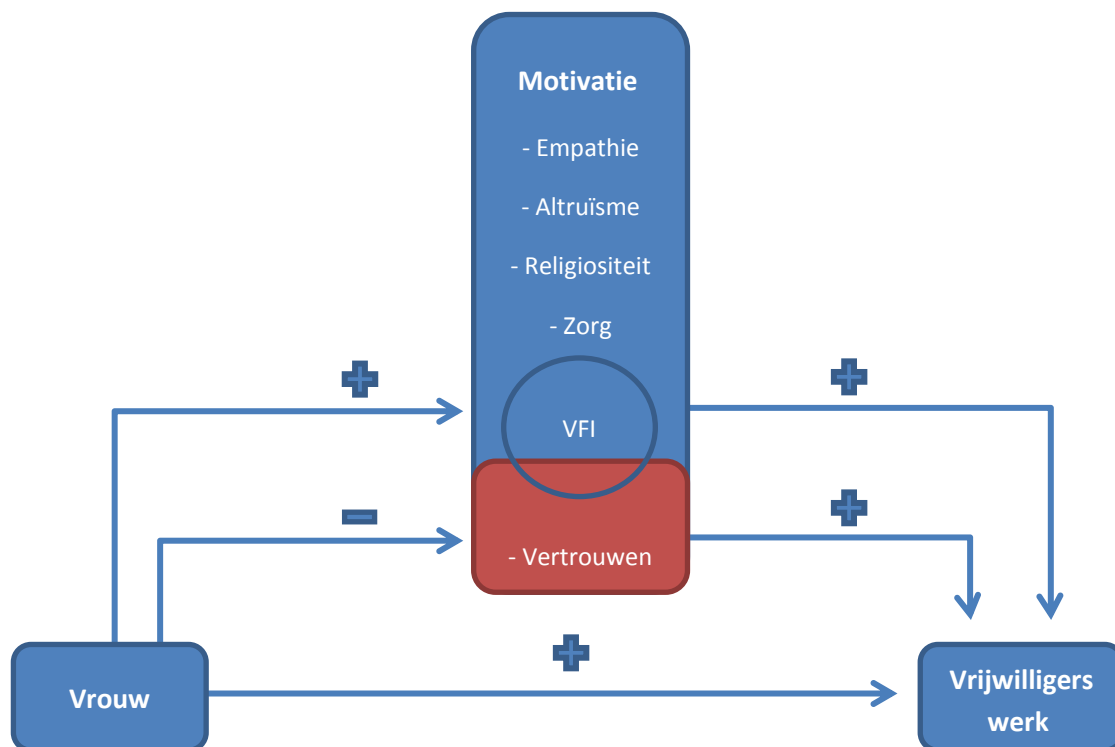 Motivatie
- Empathie
- Altruïsme
- Religiositeit
- Zorg
VFI
- Vertrouwen
Vrouw
Vrijwilligers
werk